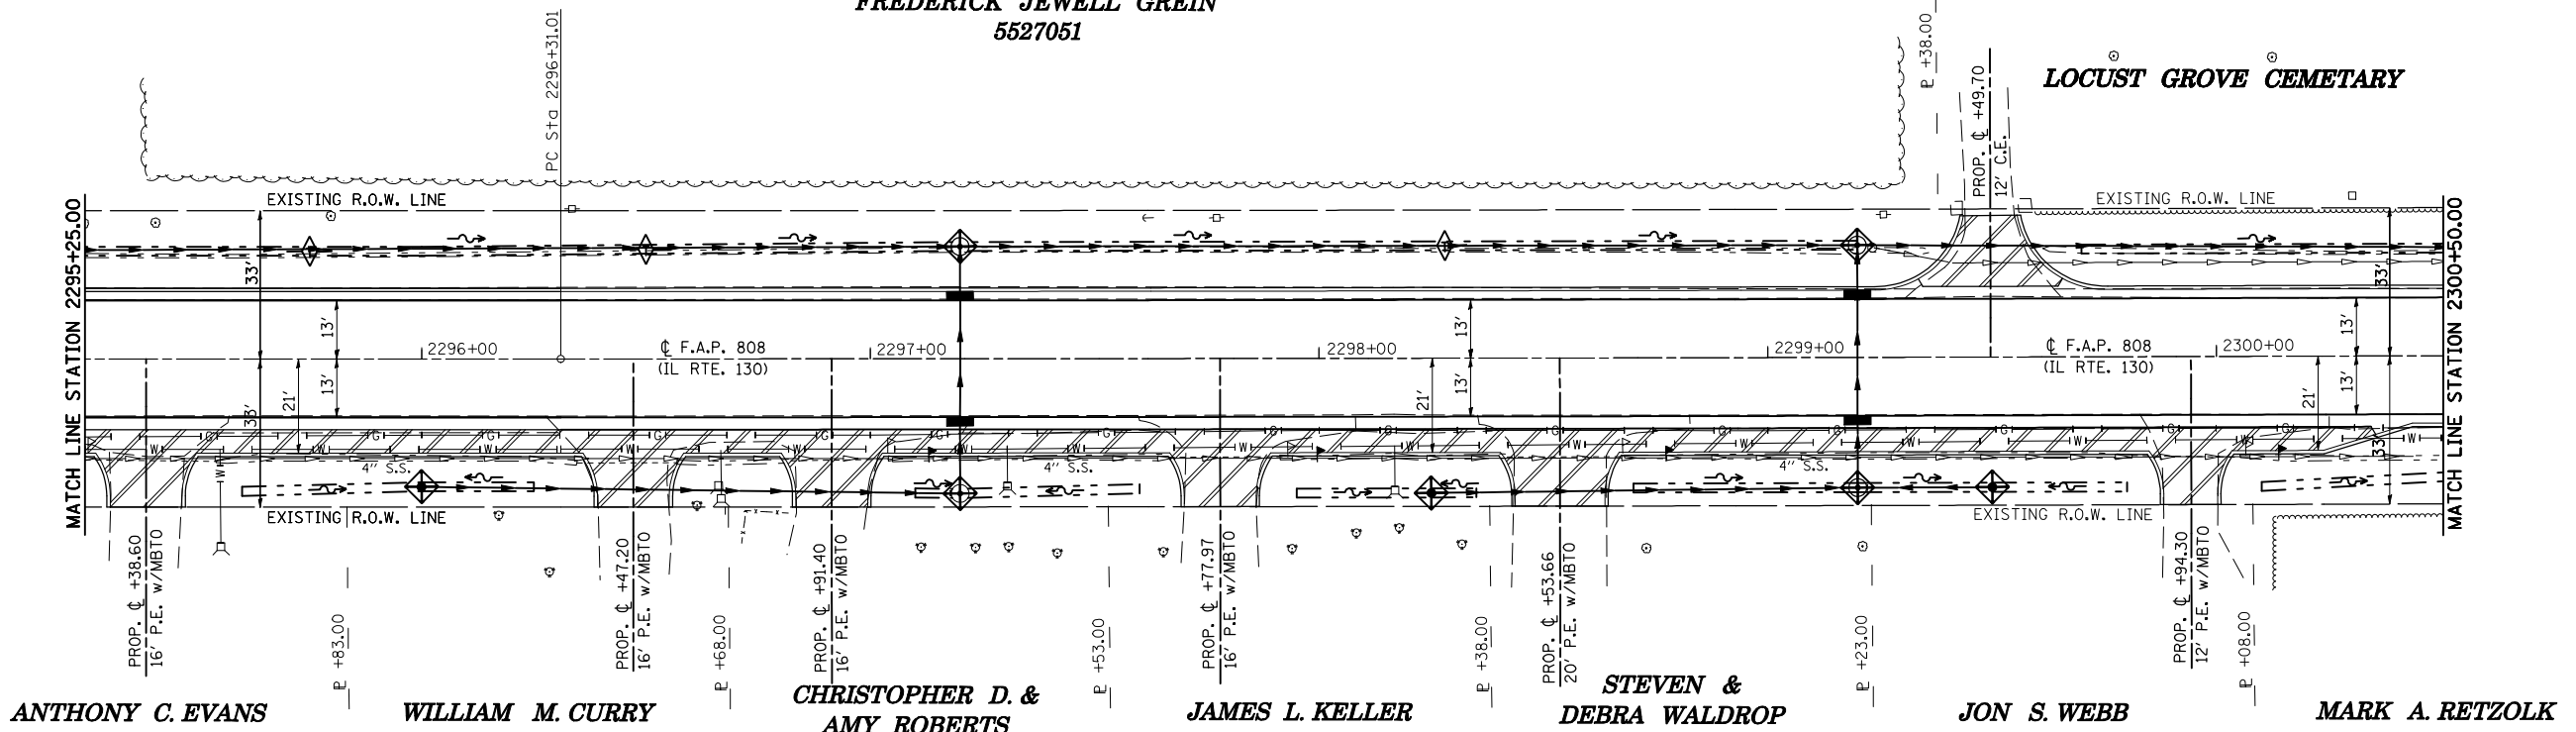 FREDERICK JEWELL GREIN
5527051
PC Sta 2296+31.01
P +38.00
PROP. ℄ +49.70
12' C.E.
LOCUST GROVE CEMETARY
EXISTING R.O.W. LINE
EXISTING R.O.W. LINE
MATCH LINE STATION 2295+25.00
MATCH LINE STATION 2300+50.00
33'
33'
13'
13'
13'
2296+00
℄ F.A.P. 808
(IL RTE. 130)
2297+00
2298+00
2299+00
℄ F.A.P. 808
(IL RTE. 130)
2300+00
33'
21'
13'
21'
13'
21'
13'
33'
G G G G G G G G G G G G
W W W W W W W W W W W
W
4" S.S.
4" S.S.
4" S.S.
EXISTING R.O.W. LINE
EXISTING R.O.W. LINE
PROP. ℄ +38.60
16' P.E. w/MBTO
P +83.00
PROP. ℄ +47.20
16' P.E. w/MBTO
P +68.00
PROP. ℄ +91.40
16' P.E. w/MBTO
P +53.00
PROP. ℄ +77.97
16' P.E. w/MBTO
P +38.00
PROP. ℄ +53.66
20' P.E. w/MBTO
P +23.00
PROP. ℄ +94.30
12' P.E. w/MBTO
P +08.00
ANTHONY C. EVANS
WILLIAM M. CURRY
CHRISTOPHER D. &
AMY ROBERTS
JAMES L. KELLER
STEVEN &
DEBRA WALDROP
JON S. WEBB
MARK A. RETZOLK